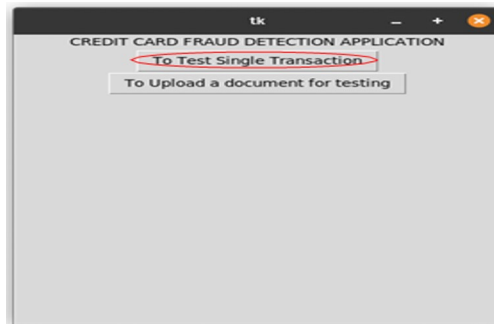 tk
CREDIT CARD FRAUD DETECTION APPLICATION
To Test Single Transaction
To Upload a document for testing